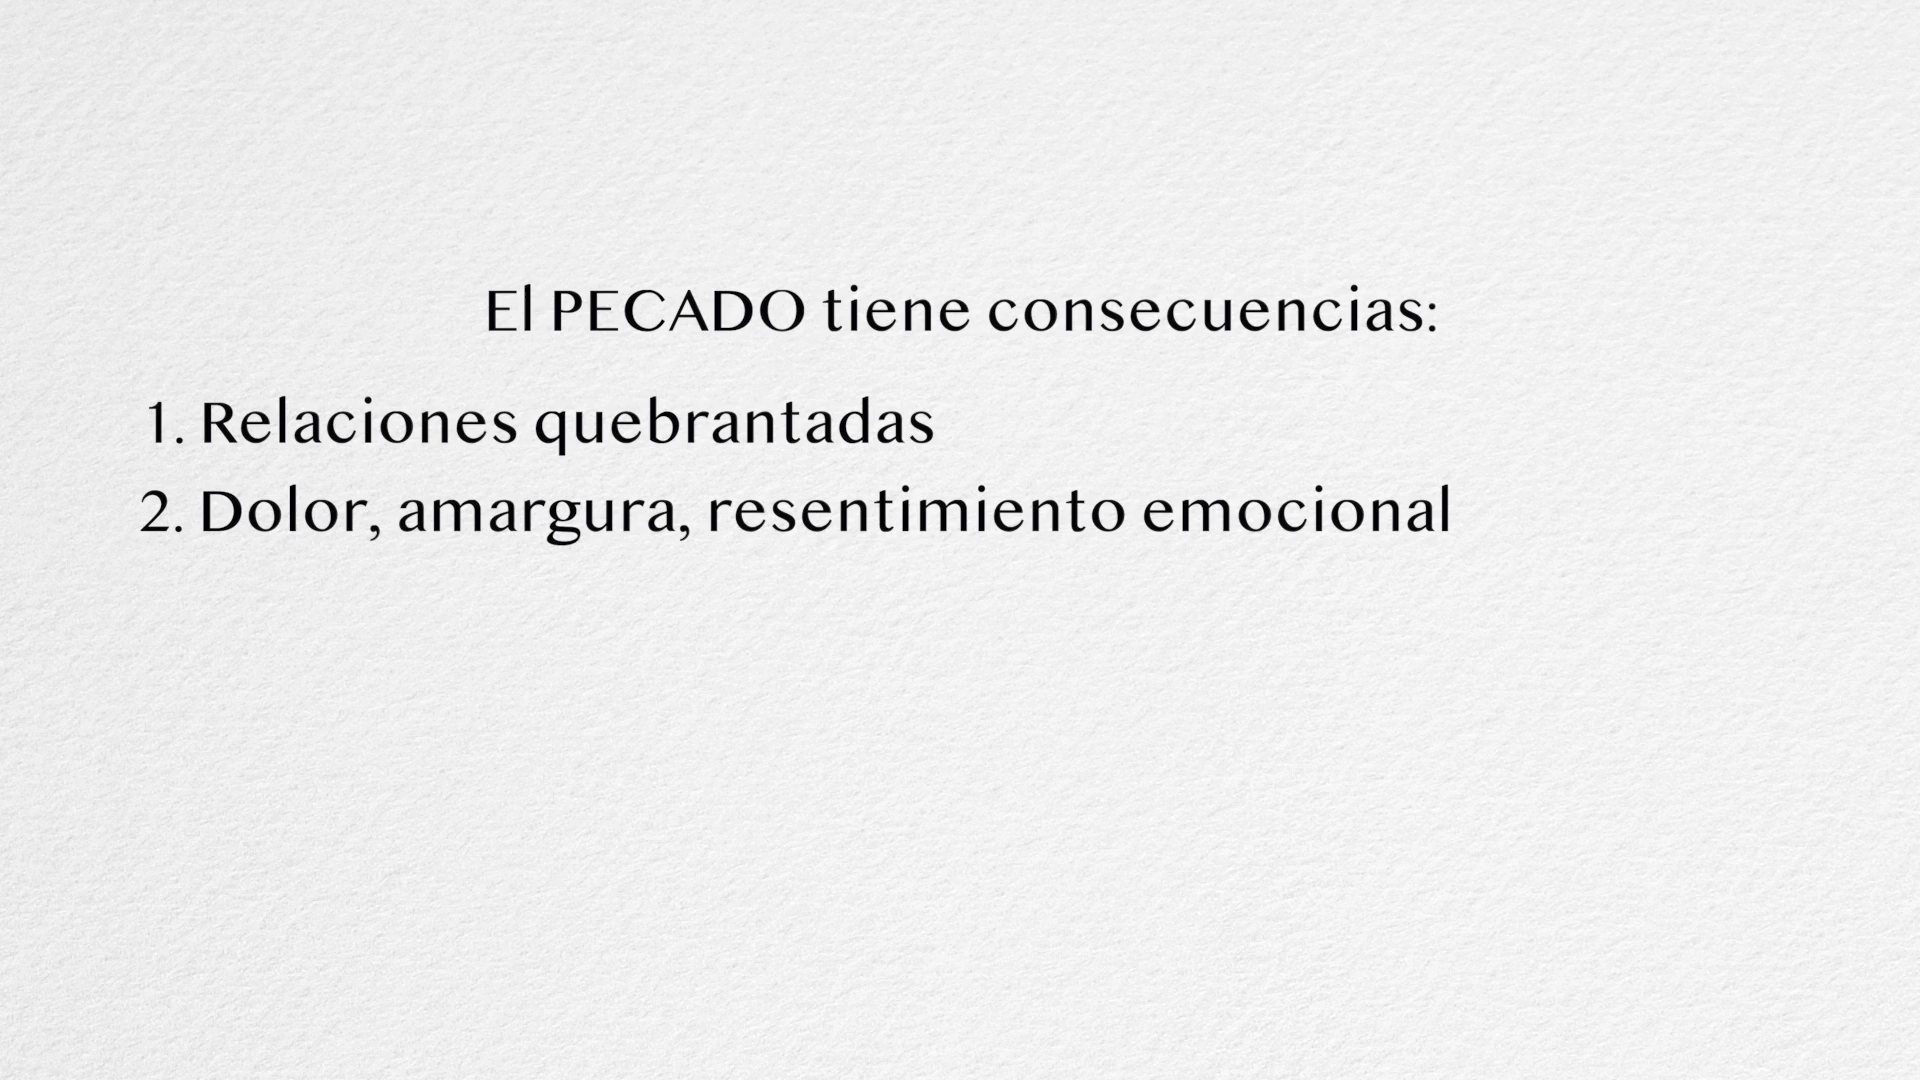 El PECADO tiene consecuencias:
1. Relaciones quebrantadas
2. Dolor, amargura, resentimiento emocional